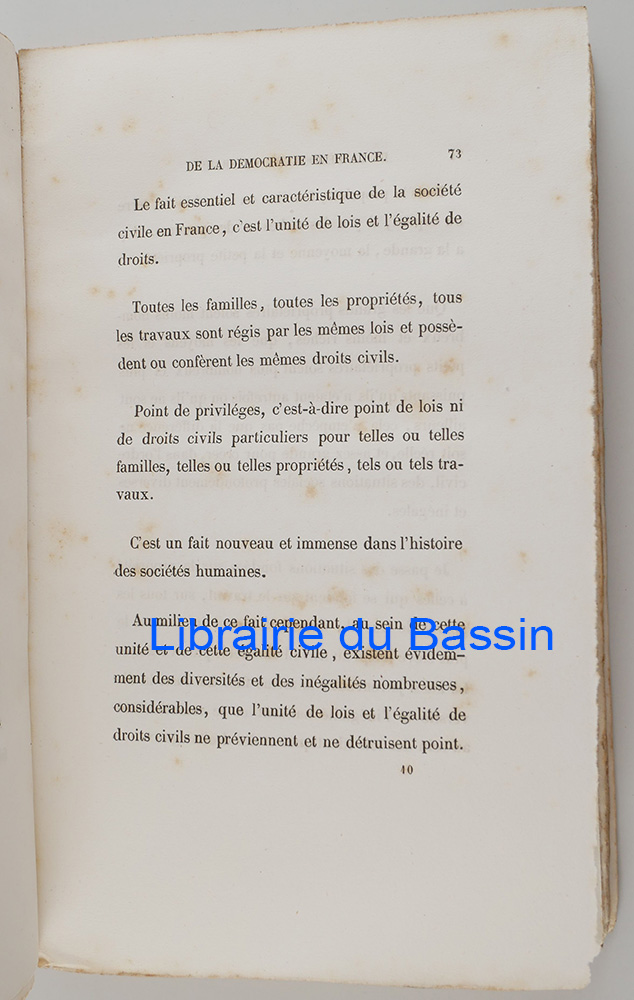 DE LA DEMOCRATIE EN FRANCE. 73
Le fait essentiel et caractéristique de la société
civile en France, c'est l'unité de lois et l'égalité de
droits.
Toutes les familles, toutes les propriétés, tous
les travaux sont régis par les mêmes lois et possè-
dent ou confèrent les mêmes droits civils.
Point de priviléges, c'est-à-dire point de lois ni
de droits civils particuliers pour telles ou telles
familles, telles ou telles propriétés, tels ou tels tra-
vaux.
C'est un fait nouveau et immense dans l'histoire
des sociétés humaines.
Au milieu de ce fait cependant, au sein de cette
Librairie du Bassin
unité et de cette égalité civile, existent évidem-
ment des diversités et des inégalités nombreuses,
considérables, que l'unité de lois et l'égalité de
droits civils ne préviennent et ne détruisent point.
10